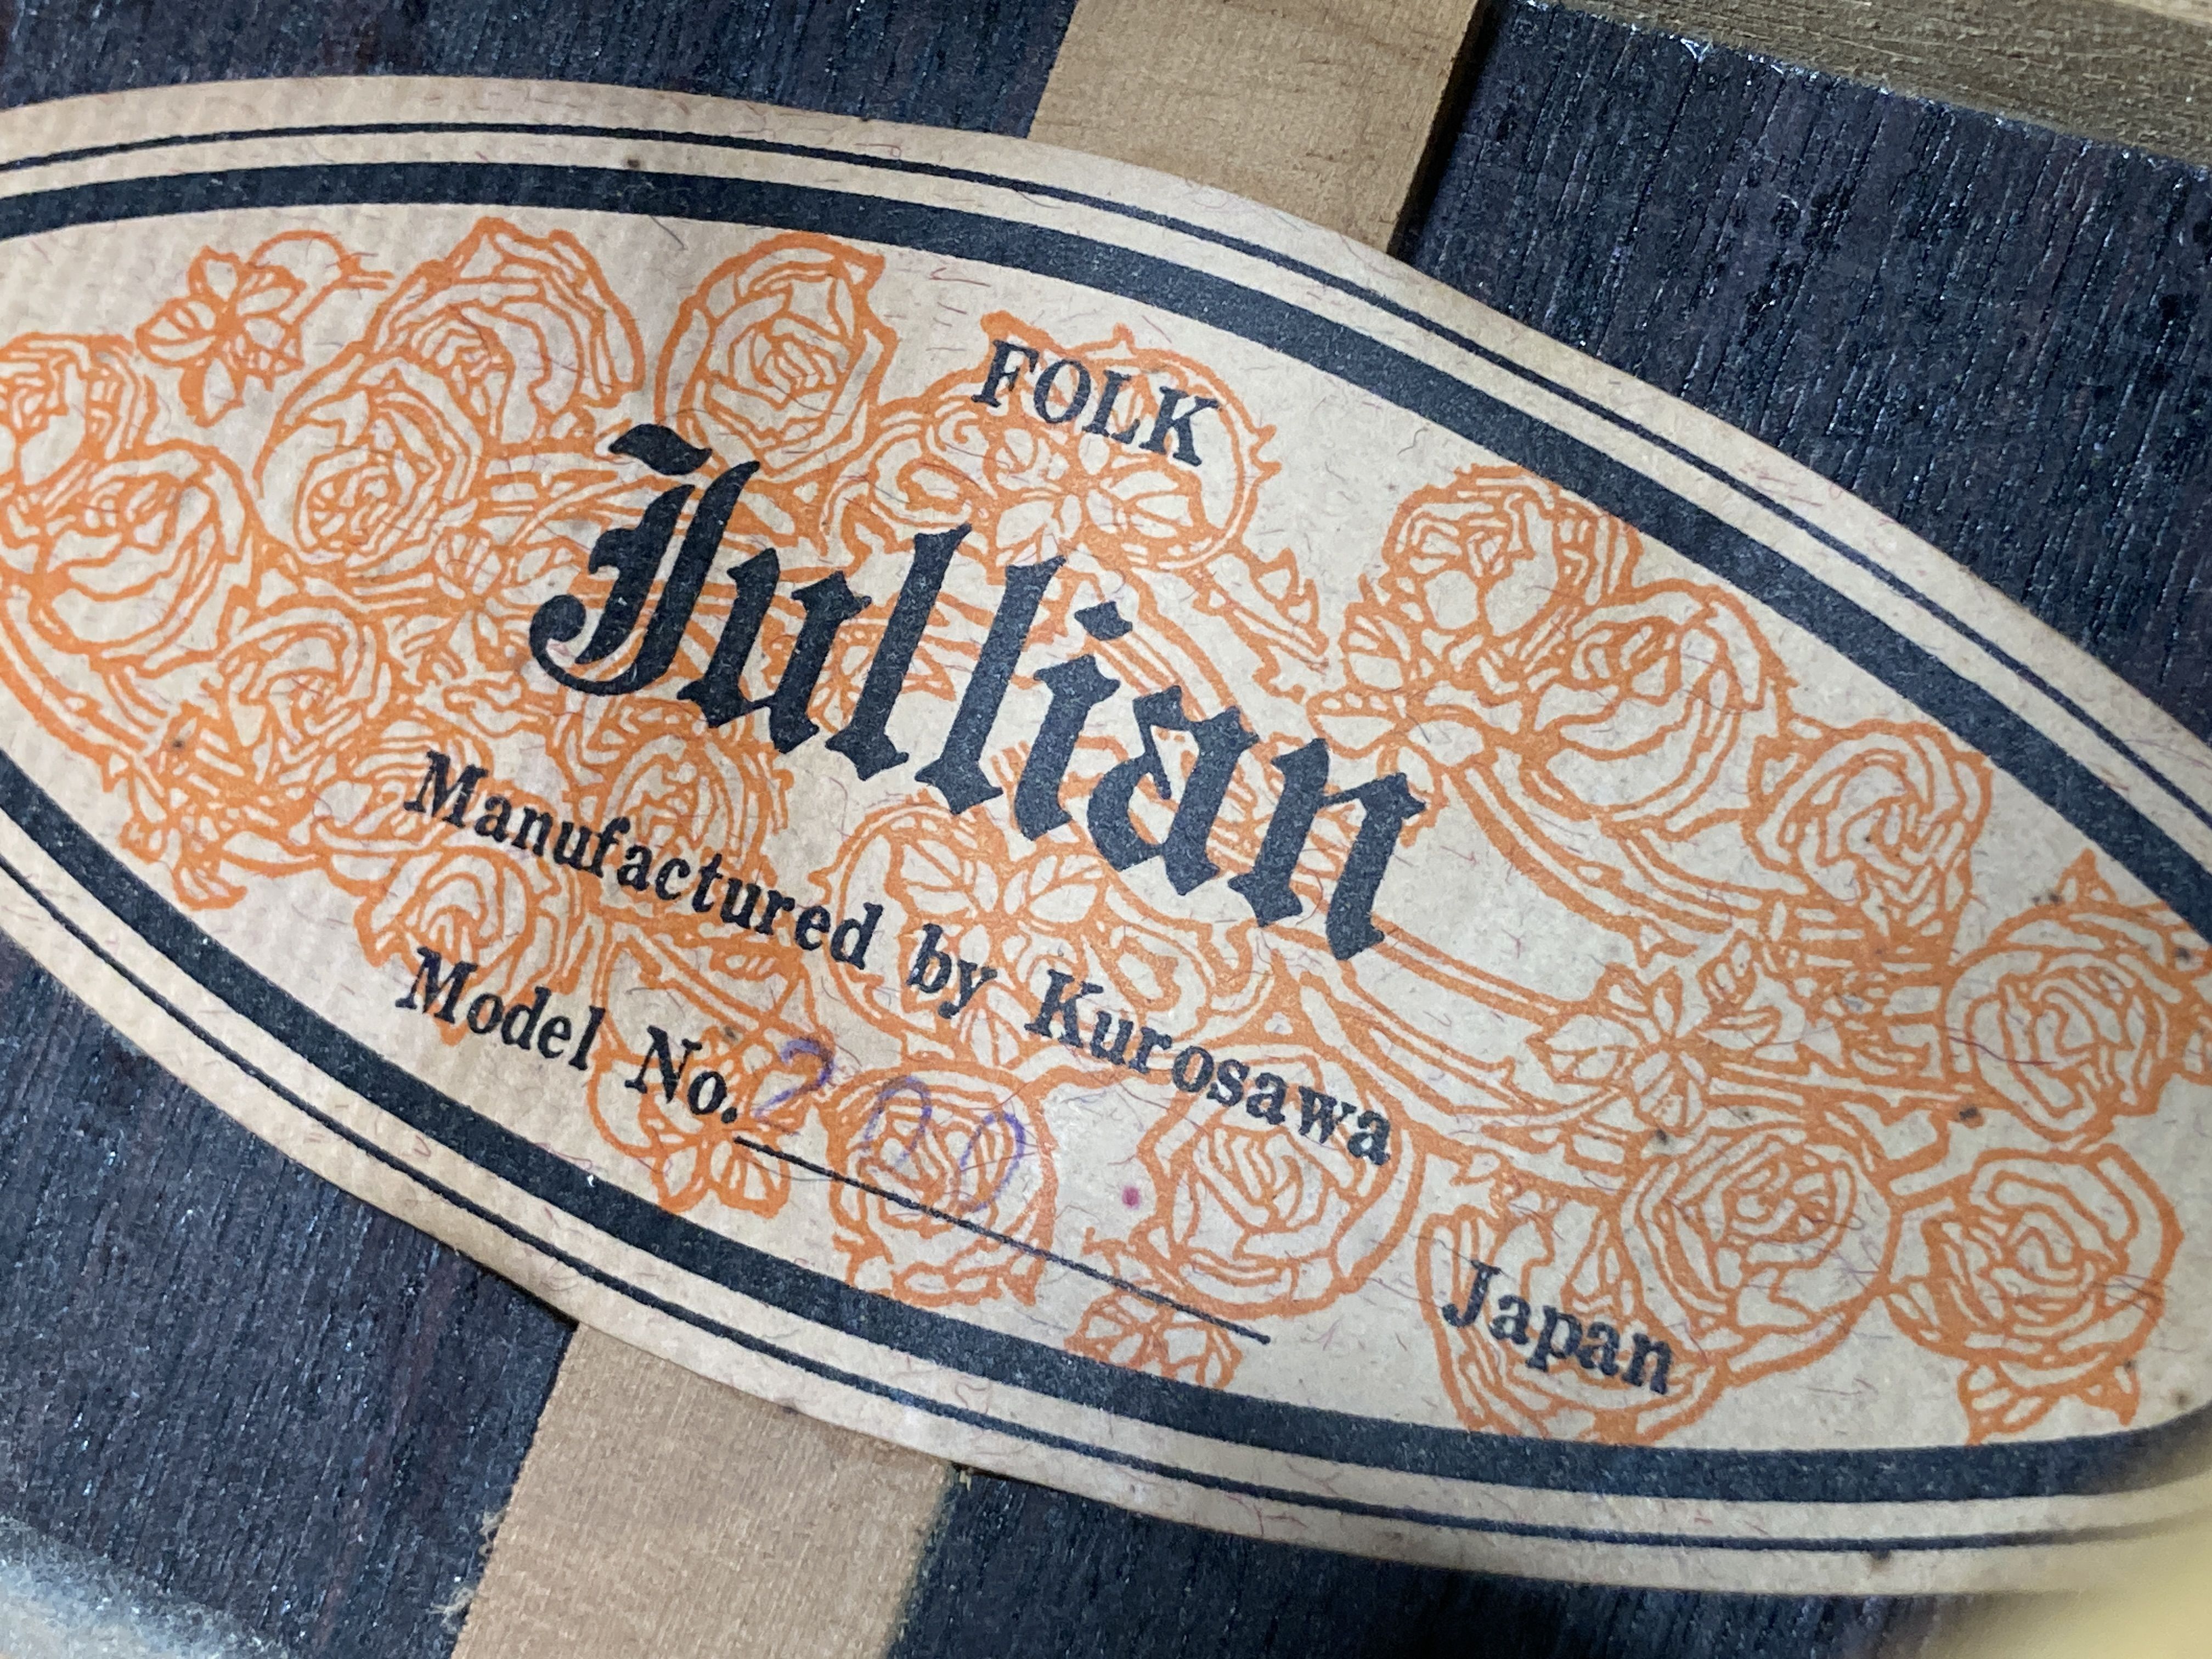 FOLK
Jullian
Manufactured by Kurosawa
Model No. 200
Japan